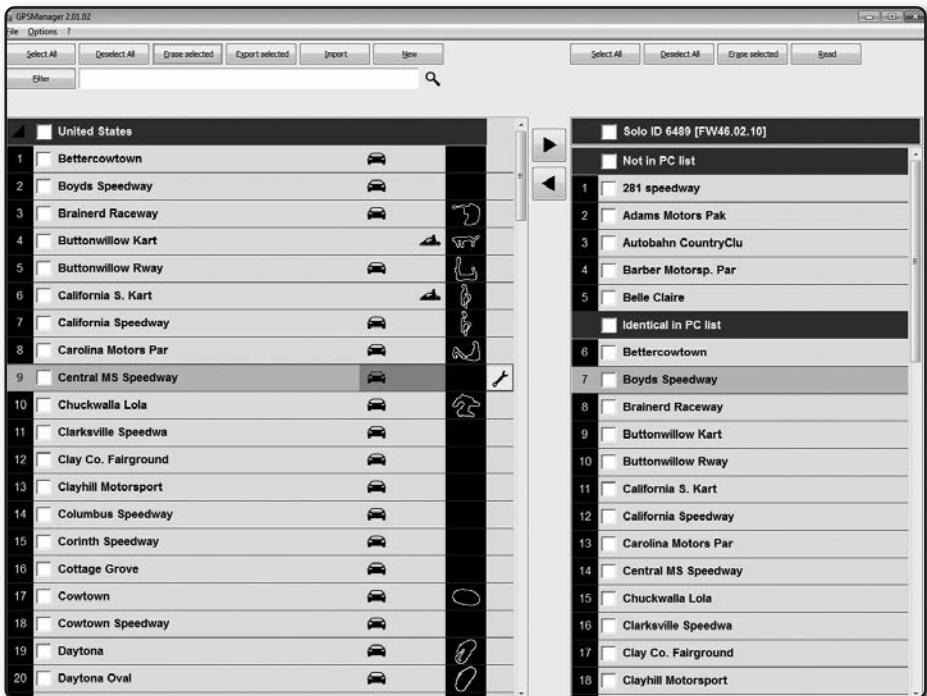 GPSManager 2.01.02
File Options ?
Select All Deselect All Erase selected Export selected Import New
Select All Deselect All Erase selected Read
Filter
United States
1 Bettercowtown
2 Boyds Speedway
3 Brainerd Raceway
4 Buttonwillow Kart
5 Buttonwillow Rway
6 California S. Kart
7 California Speedway
8 Carolina Motors Par
9 Central MS Speedway
10 Chuckwalla Lola
11 Clarksville Speedwa
12 Clay Co. Fairground
13 Clayhill Motorsport
14 Columbus Speedway
15 Corinth Speedway
16 Cottage Grove
17 Cowtown
18 Cowtown Speedway
19 Daytona
20 Daytona Oval
Solo ID 6489 [FW46.02.10]
Not in PC list
1 281 speedway
2 Adams Motors Pak
3 Autobahn CountryClu
4 Barber Motorsp. Par
5 Belle Claire
Identical in PC list
6 Bettercowtown
7 Boyds Speedway
8 Brainerd Raceway
9 Buttonwillow Kart
10 Buttonwillow Rway
11 California S. Kart
12 California Speedway
13 Carolina Motors Par
14 Central MS Speedway
15 Chuckwalla Lola
16 Clarksville Speedwa
17 Clay Co. Fairground
18 Clayhill Motorsport